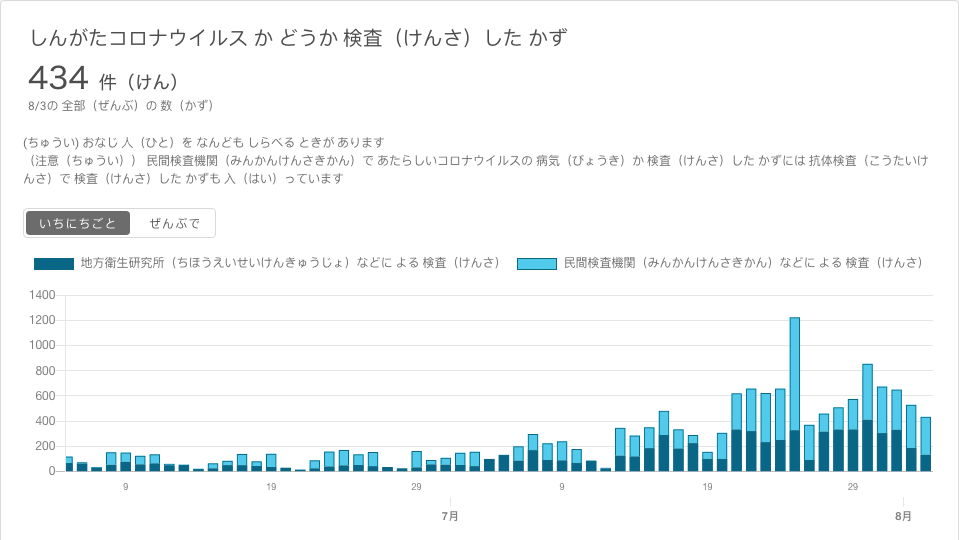 しんがたコロナウイルス か どうか 検査（けんさ）した かず
434 件（けん）
8/3の 全部（ぜんぶ）の 数（かず）
(ちゅうい) おなじ 人（ひと）を なんども しらべる ときが あります
（注意（ちゅうい）） 民間検査機関（みんかんけんさきかん）で あたらしいコロナウイルスの 病気（びょうき）か 検査（けんさ）した かずには 抗体検査（こうたいけ
んさ）で 検査（けんさ）した かずも 入（はい）っています
いちにちごと ぜんぶで
地方衛生研究所（ちほうえいせいけんきゅうじょ）などに よる 検査（けんさ） 民間検査機関（みんかんけんさきかん）などに よる 検査（けんさ）
1400
1200
1000
800
600
400
200
0
9 19 29 9 19 29
7月 8月